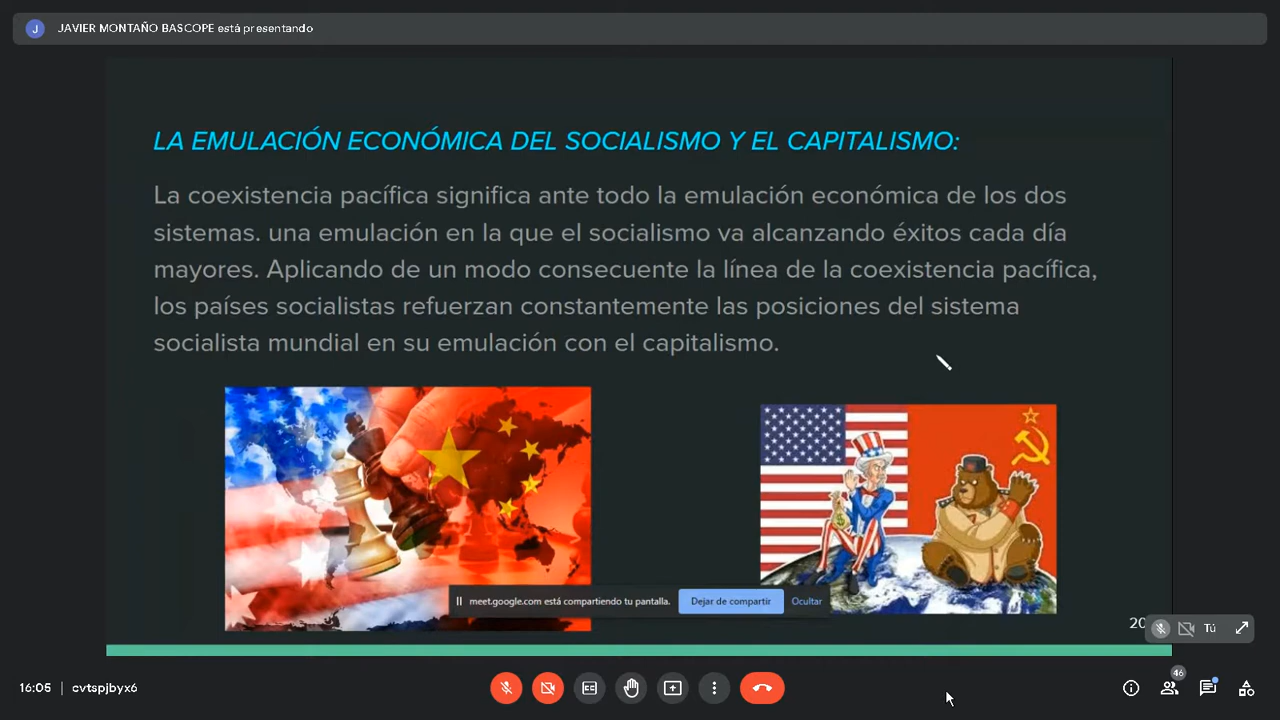 J JAVIER MONTAÑO BASCOPE está presentando
LA EMULACIÓN ECONÓMICA DEL SOCIALISMO Y EL CAPITALISMO:
La coexistencia pacífica significa ante todo la emulación económica de los dos
sistemas. una emulación en la que el socialismo va alcanzando éxitos cada día
mayores. Aplicando de un modo consecuente la línea de la coexistencia pacífica,
los países socialistas refuerzan constantemente las posiciones del sistema
socialista mundial en su emulación con el capitalismo.
$
meet.google.com está compartiendo tu pantalla. Dejar de compartir Ocultar
20
Tú
16:05 | cvtspjbyx6
46